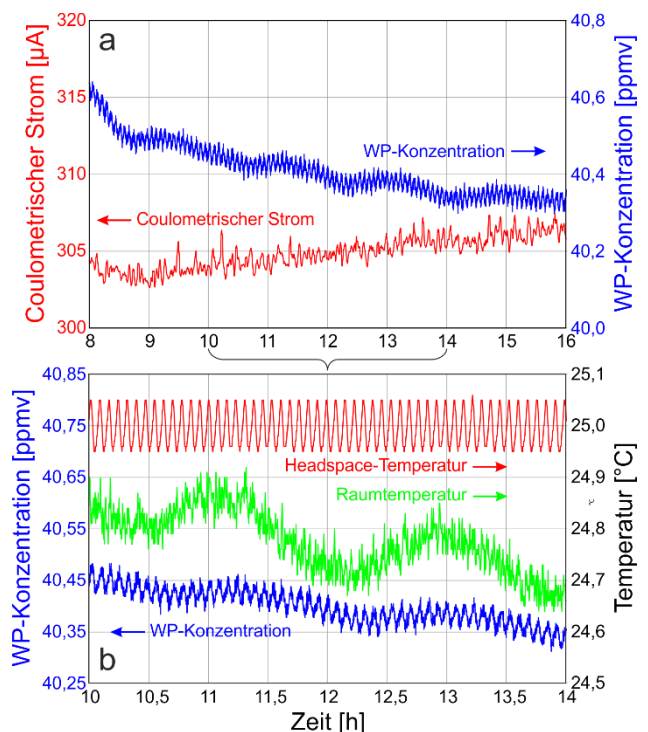 a
Coulometrischer Strom [µA]
320
315
310
305
300
WP-Konzentration [ppmv]
40,8
40,6
40,4
40,2
40,0
WP-Konzentration
Coulometrischer Strom
8 9 10 11 12 13 14 15 16
b
WP-Konzentration [ppmv]
40,85
40,75
40,65
40,55
40,45
40,35
40,25
Temperatur [°C]
25,1
25,0
24,9
24,8
24,7
24,6
24,5
Headspace-Temperatur
Raumtemperatur
WP-Konzentration
10 10,5 11 11,5 12 12,5 13 13,5 14
Zeit [h]